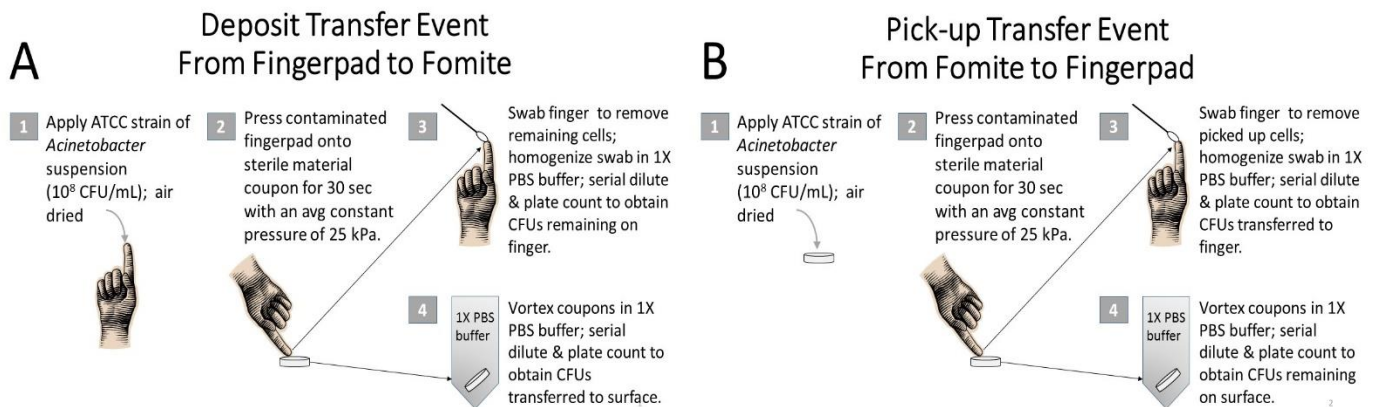 A
Deposit Transfer Event
From Fingerpad to Fomite
1
Apply ATCC strain of
Acinetobacter
suspension
(10⁸ CFU/mL); air
dried
2
Press contaminated
fingerpad onto
sterile material
coupon for 30 sec
with an avg constant
pressure of 25 kPa.
3
Swab finger to remove
remaining cells;
homogenize swab in 1X
PBS buffer; serial dilute
& plate count to obtain
CFUs remaining on
finger.
4
1X PBS
buffer
Vortex coupons in 1X
PBS buffer; serial
dilute & plate count to
obtain CFUs
transferred to surface.
B
Pick-up Transfer Event
From Fomite to Fingerpad
1
Apply ATCC strain of
Acinetobacter
suspension
(10⁸ CFU/mL); air
dried
2
Press contaminated
fingerpad onto
sterile material
coupon for 30 sec
with an avg constant
pressure of 25 kPa.
3
Swab finger to remove
picked up cells;
homogenize swab in 1X
PBS buffer; serial dilute
& plate count to obtain
CFUs transferred to
finger.
4
1X PBS
buffer
Vortex coupons in 1X
PBS buffer; serial
dilute & plate count to
obtain CFUs remaining
on surface.
2